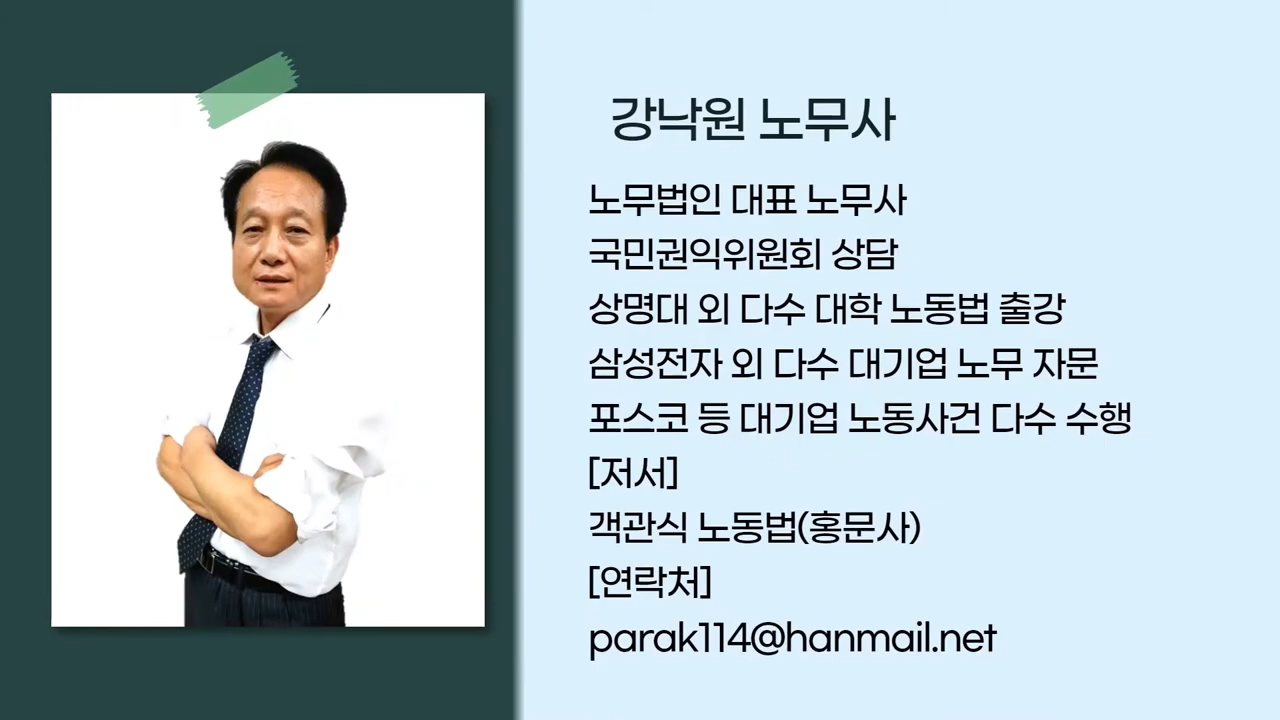 강낙원 노무사
노무법인 대표 노무사
국민권익위원회 상담
상명대 외 다수 대학 노동법 출강
삼성전자 외 다수 대기업 노무 자문
포스코 등 대기업 노동사건 다수 수행
[저서]
객관식 노동법(홍문사)
[연락처]
parak114@hanmail.net